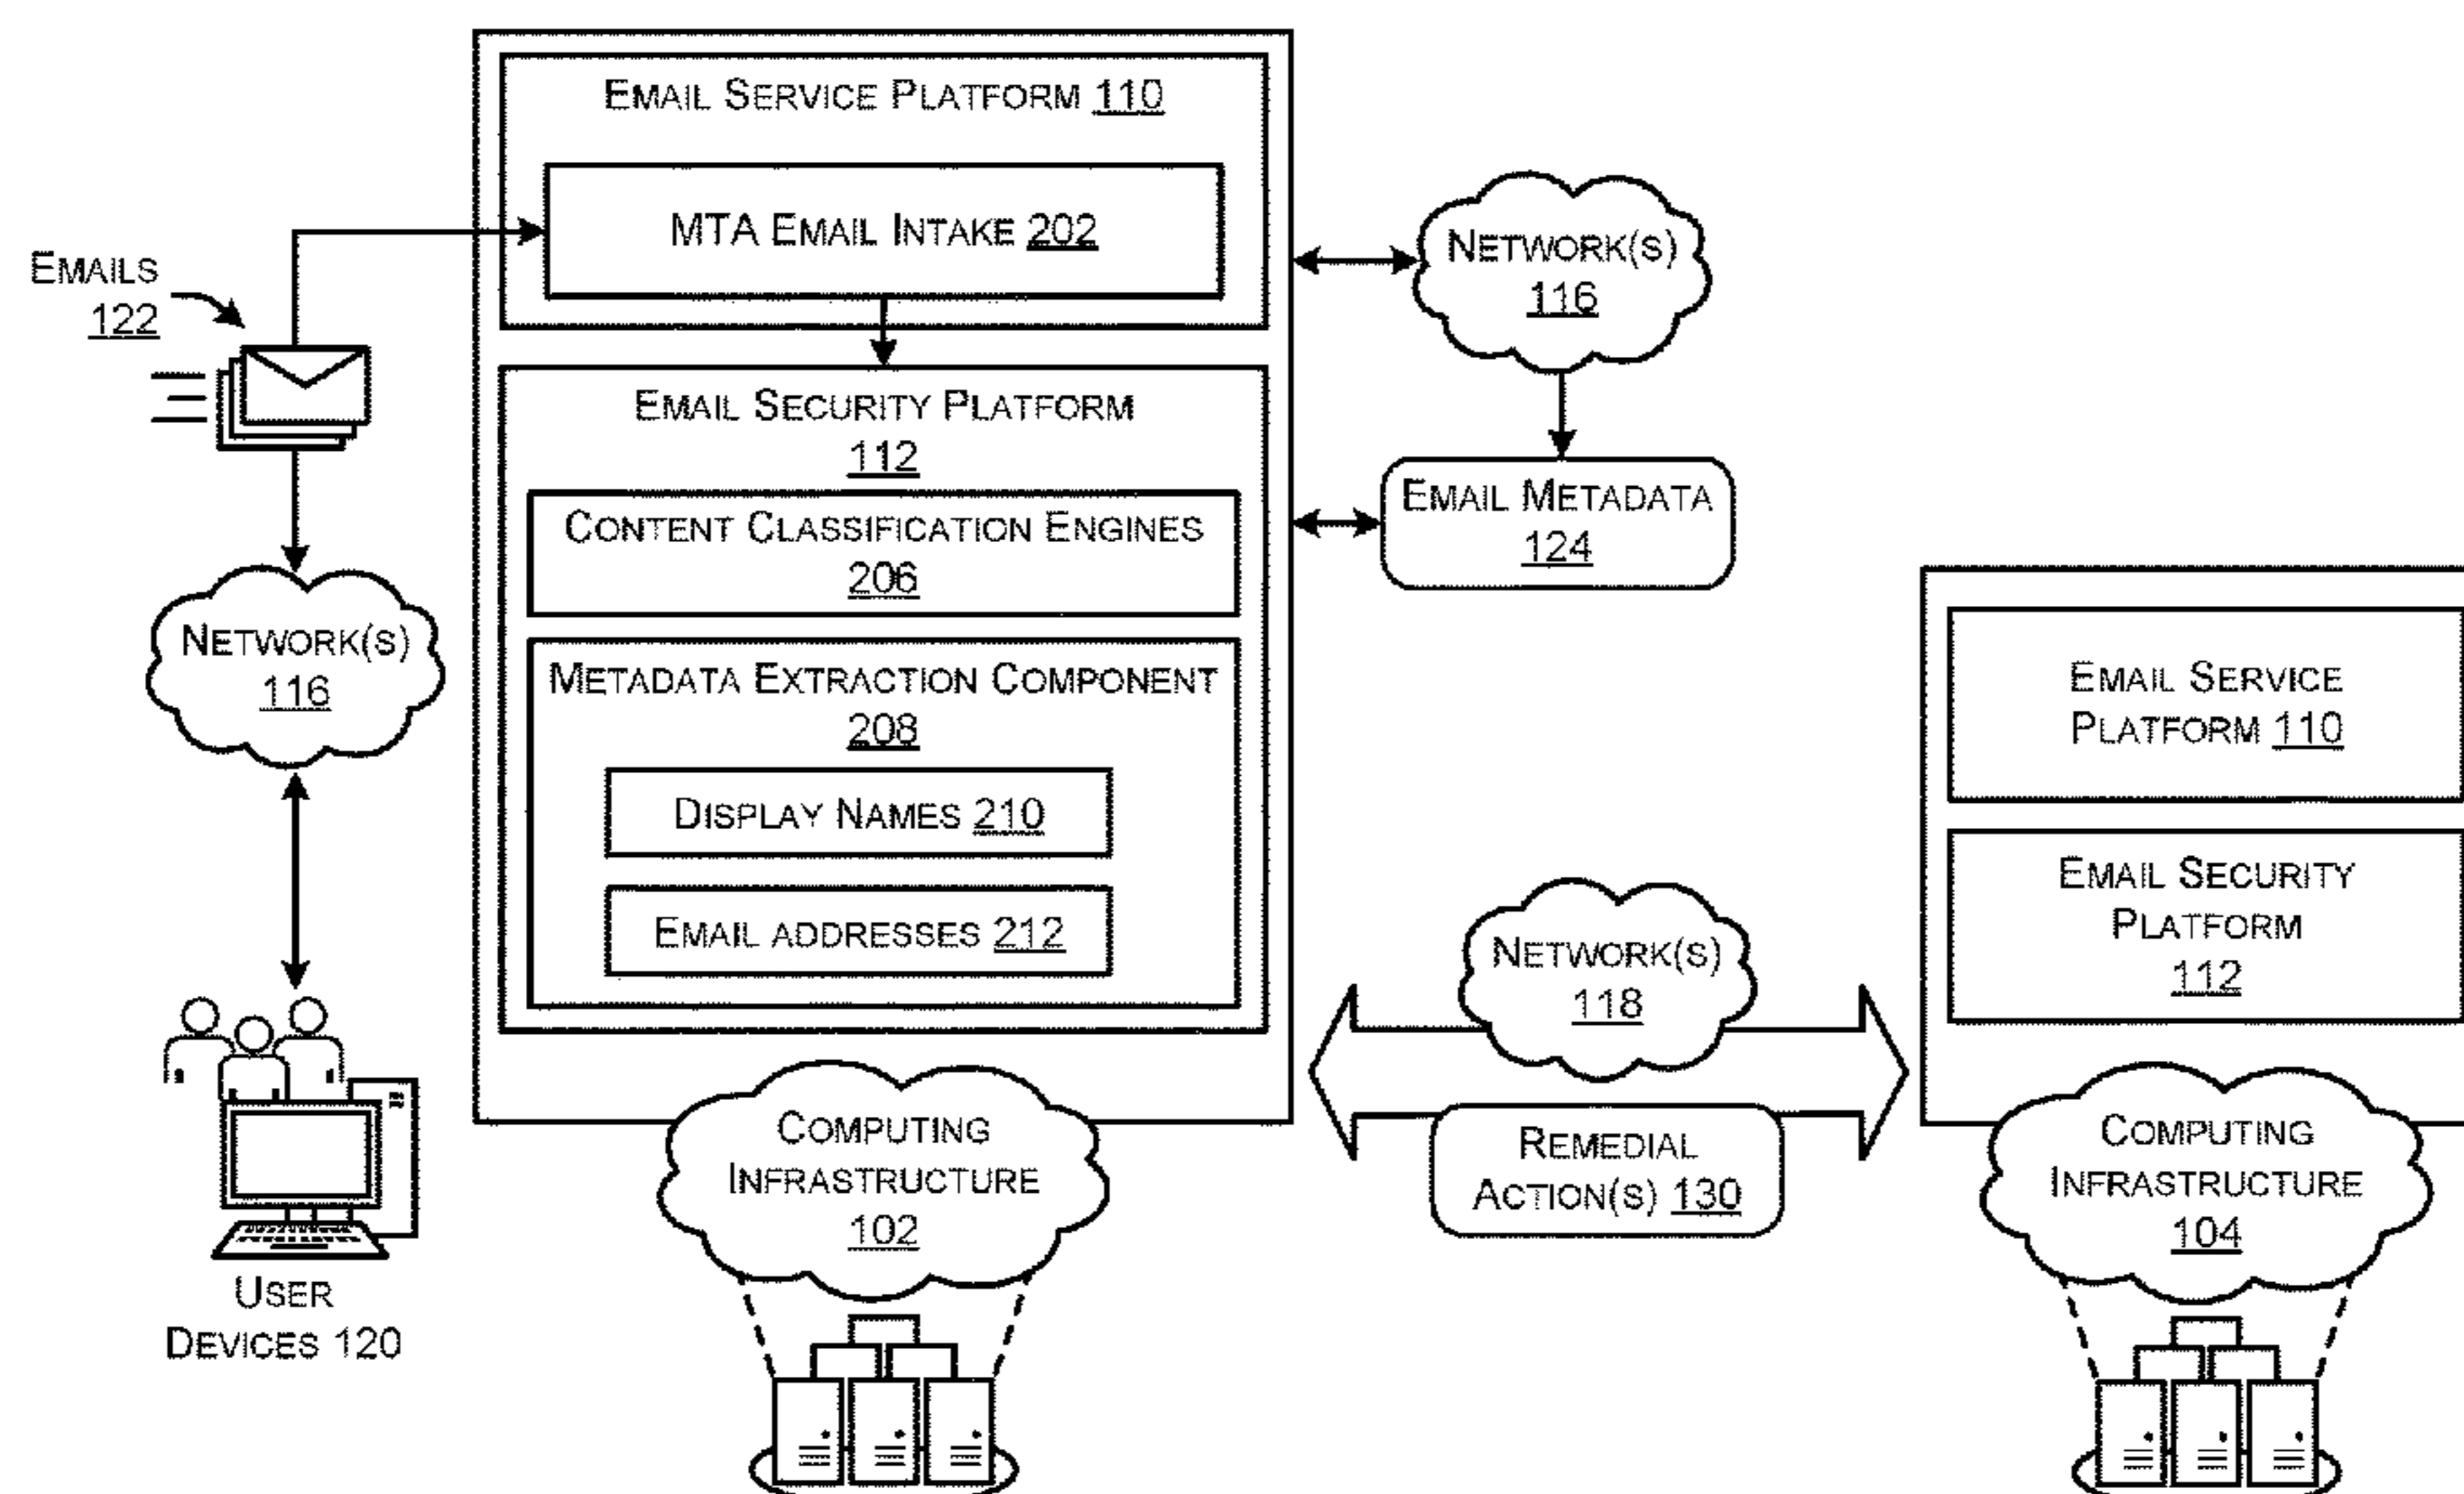 EMAIL SERVICE PLATFORM 110
MTA EMAIL INTAKE 202
EMAILS
122
NETWORK(S)
116
EMAIL SECURITY PLATFORM
112
CONTENT CLASSIFICATION ENGINES
206
EMAIL METADATA
124
NETWORK(S)
116
METADATA EXTRACTION COMPONENT
208
DISPLAY NAMES 210
EMAIL ADDRESSES 212
EMAIL SERVICE
PLATFORM 110
EMAIL SECURITY
PLATFORM
112
NETWORK(S)
118
REMEDIAL
ACTION(S) 130
USER
DEVICES 120
COMPUTING
INFRASTRUCTURE
102
COMPUTING
INFRASTRUCTURE
104